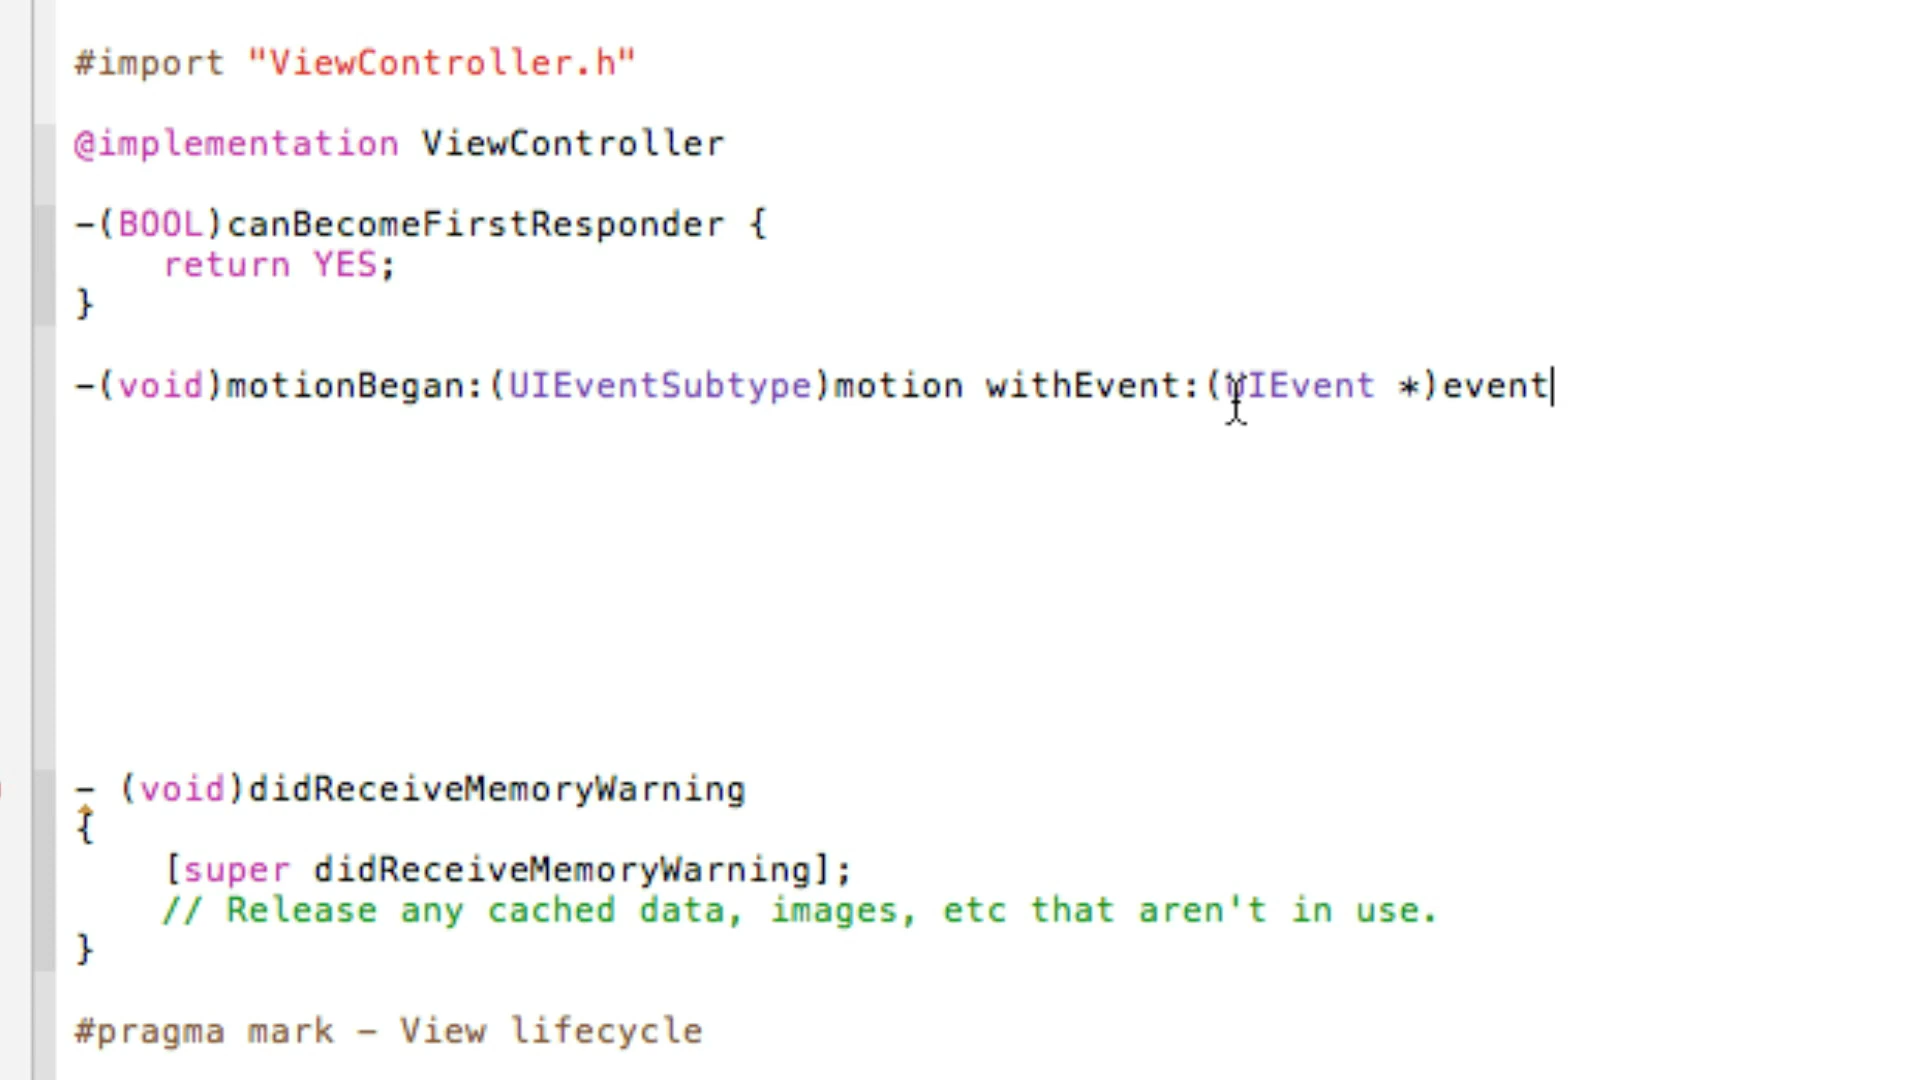 #import "ViewController.h"
@implementation ViewController
-(BOOL)canBecomeFirstResponder {
    return YES;
}
-(void)motionBegan:(UIEventSubtype)motion withEvent:(UIEvent *)event
- (void)didReceiveMemoryWarning
{
    [super didReceiveMemoryWarning];
    // Release any cached data, images, etc that aren't in use.
}
#pragma mark - View lifecycle